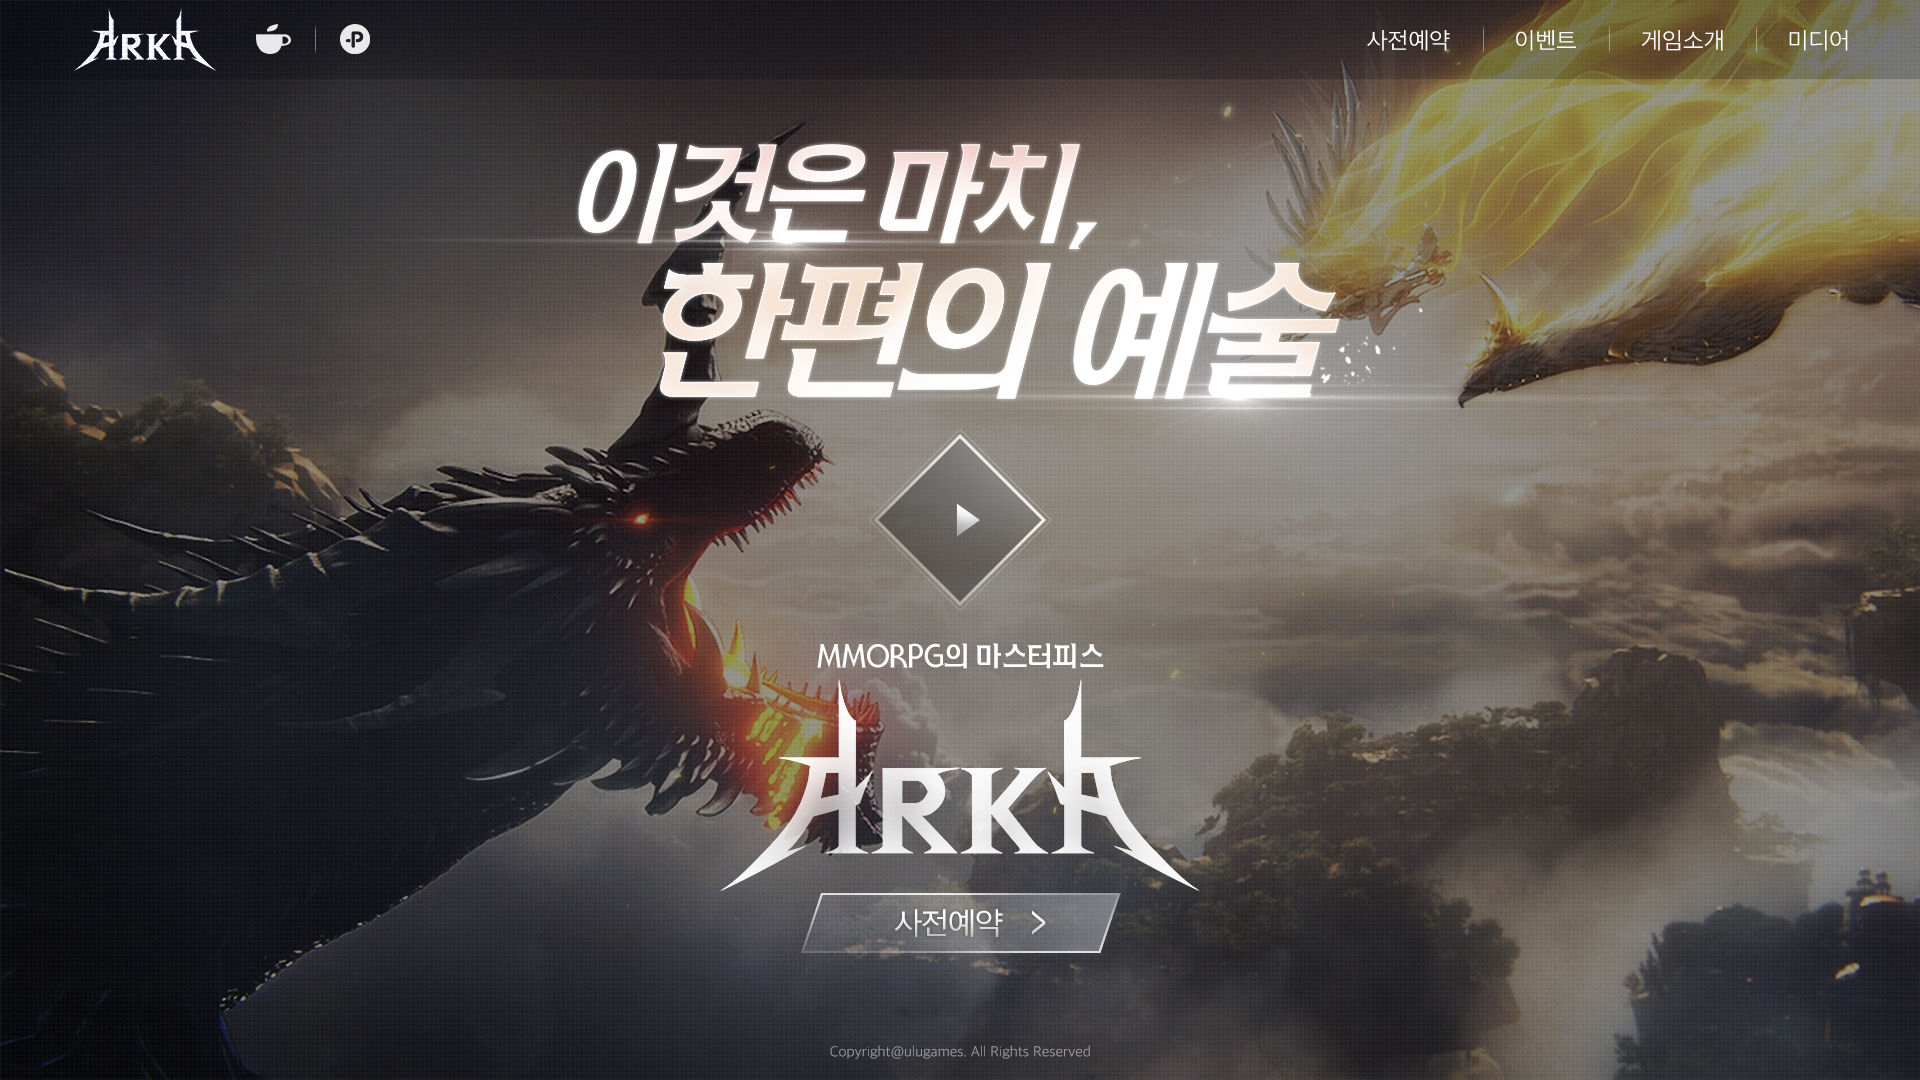 ARKA
P
사전예약
이벤트
게임소개
미디어
이것은 마치,
한편의 예술
MMORPG의 마스터피스
ARKA
사전예약 >
Copyright@ulugames. All Rights Reserved